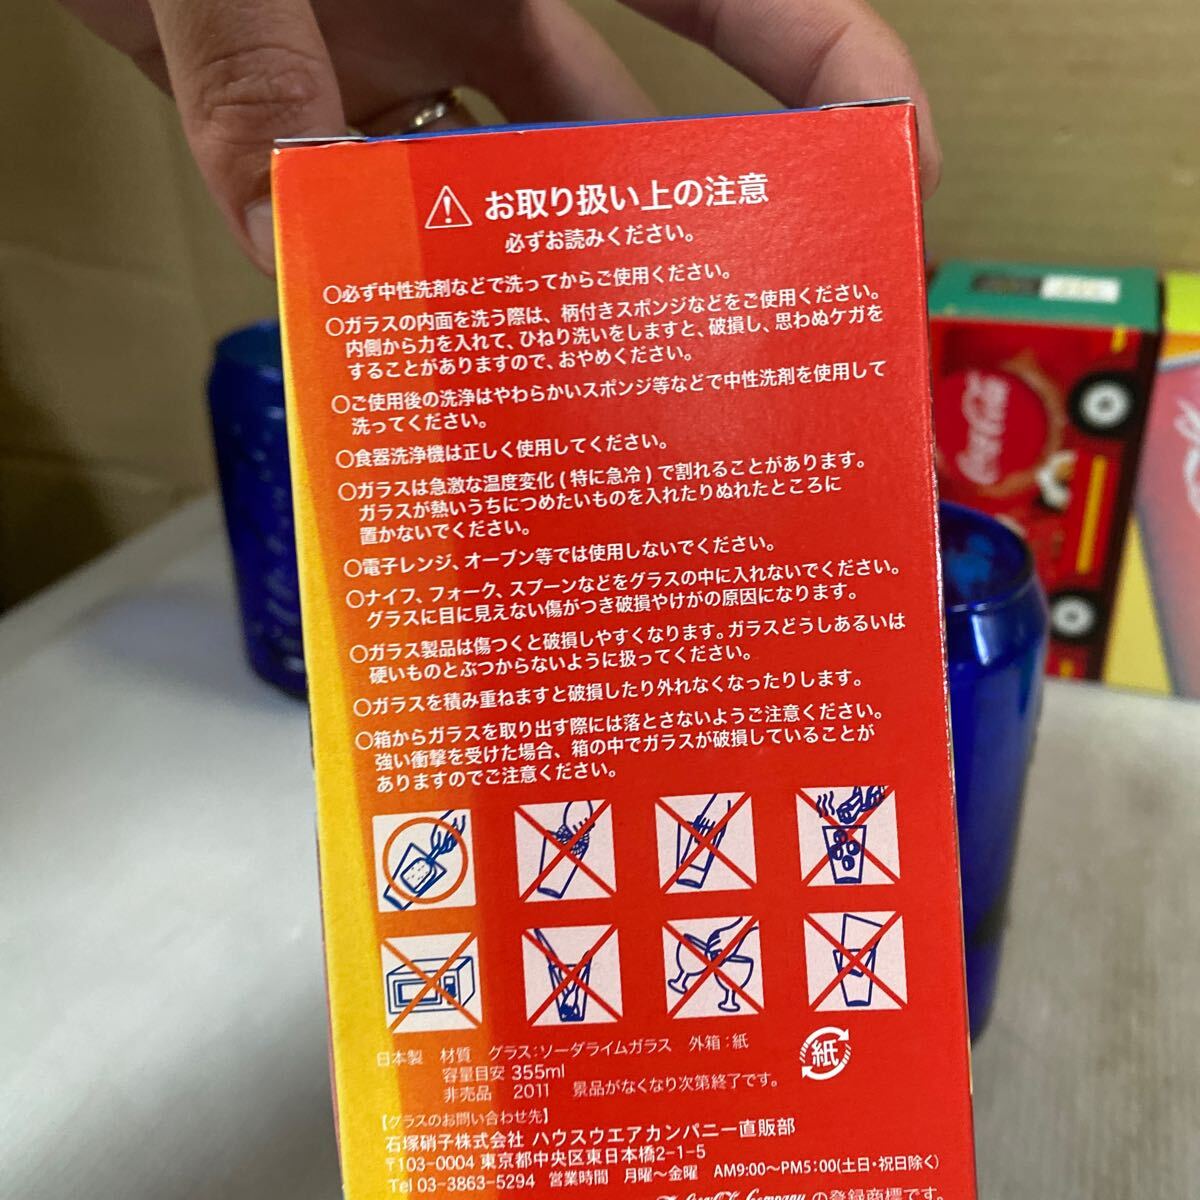 お取り扱い上の注意
必ずお読みください。
○必ず中性洗剤などで洗ってからご使用ください。
○ガラスの内面を洗う際は、柄付きスポンジなどをご使用ください。
内側から力を入れて、ひねり洗いをしますと、破損し、思わぬケガを
することがありますので、おやめください。
○ご使用後の洗浄はやわらかいスポンジ等などで中性洗剤を使用して
洗ってください。
○食器洗浄機は正しく使用してください。
○ガラスは急激な温度変化(特に急冷)で割れることがあります。
ガラスが熱いうちにつめたいものを入れたりぬれたところに
置かないでください。
○電子レンジ、オーブン等では使用しないでください。
○ナイフ、フォーク、スプーンなどをグラスの中に入れないでください。
グラスに目に見えない傷がつき破損やけがの原因になります。
○ガラス製品は傷つくと破損しやすくなります。ガラスどうしあるいは
硬いものとぶつからないように扱ってください。
○ガラスを積み重ねますと破損したり外れなくなったりします。
○箱からガラスを取り出す際には落とさないようご注意ください。
強い衝撃を受けた場合、箱の中でガラスが破損していることが
ありますのでご注意ください。
日本製 材質 グラス:ソーダライムガラス 外箱:紙
紙
容量目安 355ml
非売品 2011 景品がなくなり次第終了です。
【グラスのお問い合わせ先】
石塚硝子株式会社 ハウスウエアカンパニー直販部
〒103-0004 東京都中央区東日本橋2-1-5
Tel 03-3863-5294 営業時間 月曜〜金曜 AM9:00〜PM5:00(土日・祝日除く)
The Coca-Cola Company の登録商標です。
Coca-Cola